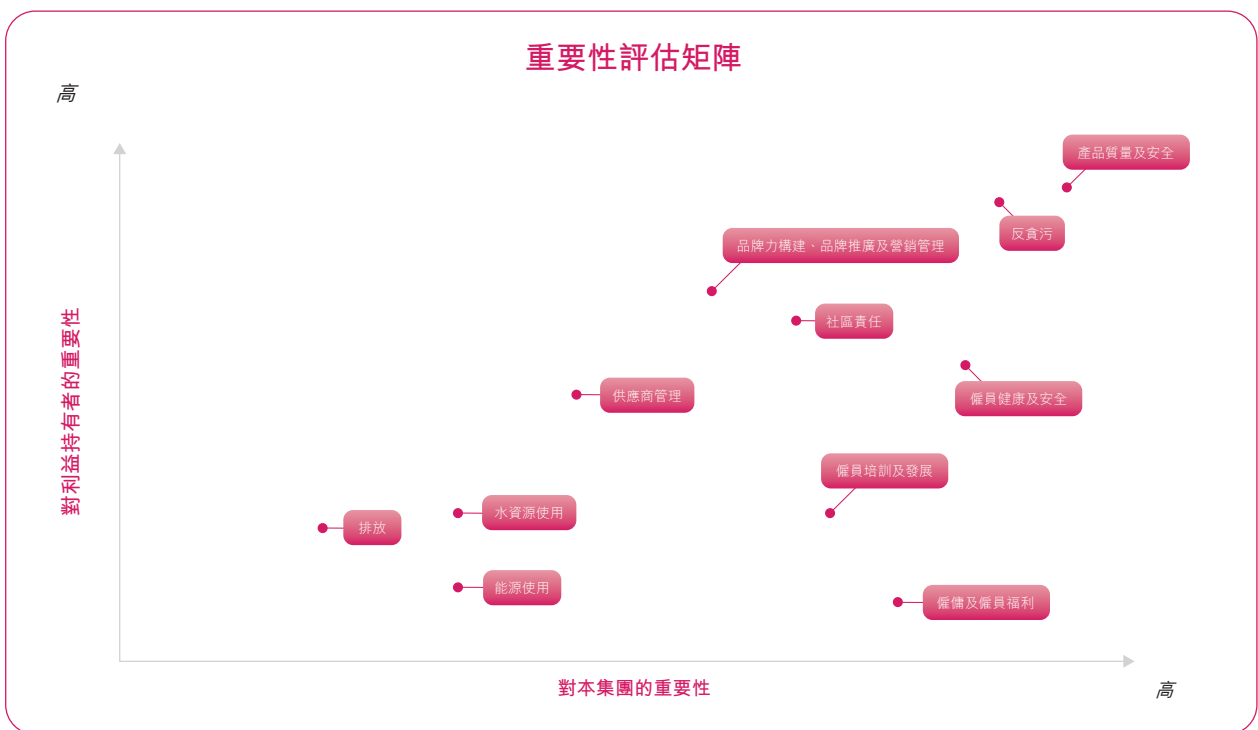 重要性評估矩陣
高
產品質量及安全
反貪污
品牌力構建、品牌推廣及營銷管理
社區責任
對利益持有者的重要性
供應商管理
僱員健康及安全
僱員培訓及發展
水資源使用
排放
能源使用
僱傭及僱員福利
對本集團的重要性
高